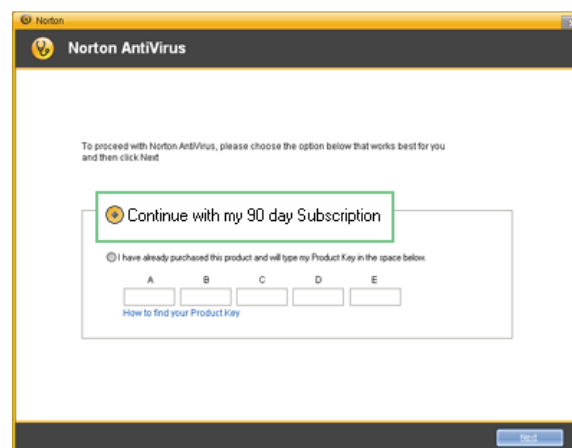 Norton
Norton AntiVirus
To proceed with Norton AntiVirus, please choose the option below that works best for you
and then click Next
Continue with my 90 day Subscription
I have already purchased this product and will type my Product Key in the space below.
A B C D E
How to find your Product Key
Next